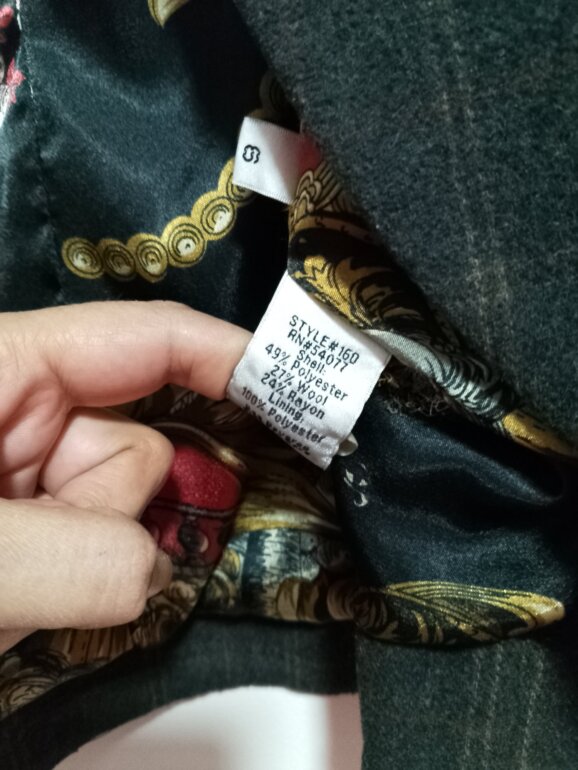 8
STYLE#160
RN#54077
Shell:
49% Polyester
27% Wool
24% Rayon
Lining:
100% Polyester